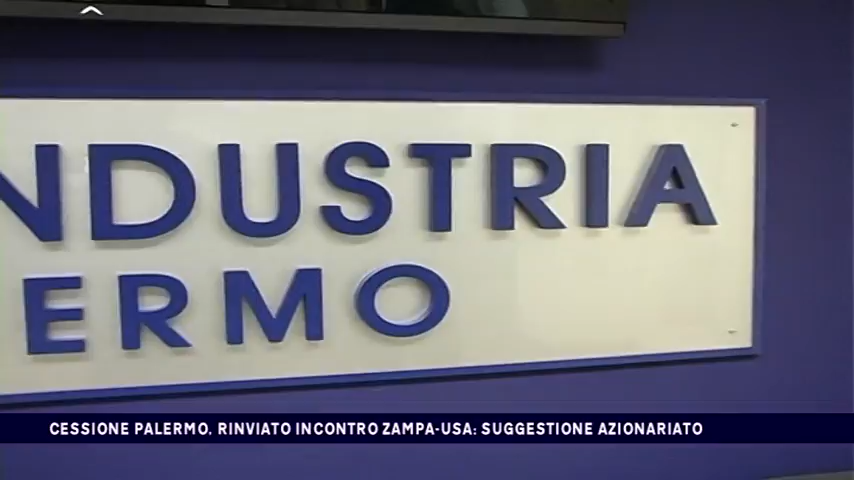 NDUSTRIA
ERMO
CESSIONE PALERMO, RINVIATO INCONTRO ZAMPA-USA: SUGGESTIONE AZIONARIATO